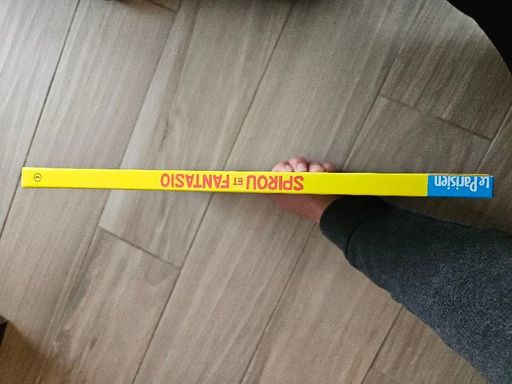 Le Parisien
SPIROU ET FANTASIO